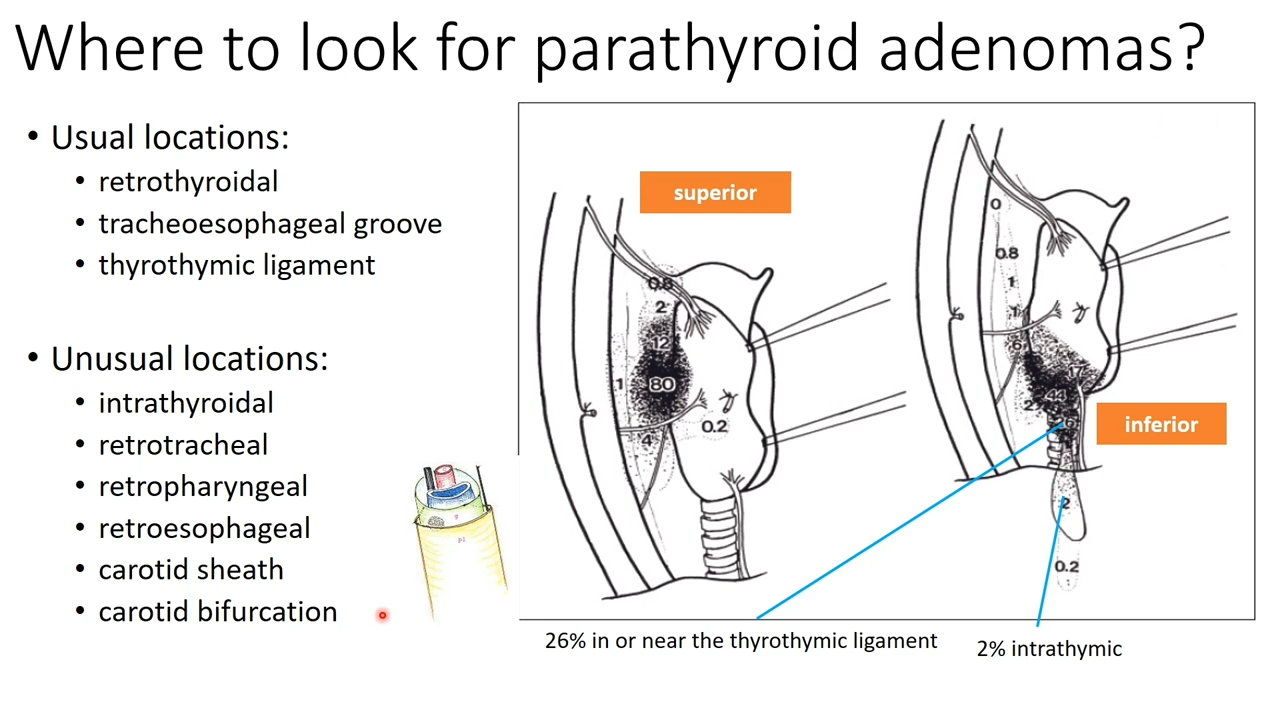 Where to look for parathyroid adenomas?
• Usual locations:
• retrothyroidal
• tracheoesophageal groove
• thyrothymic ligament
• Unusual locations:
• intrathyroidal
• retrotracheal
• retropharyngeal
• retroesophageal
• carotid sheath
• carotid bifurcation
superior
0.8
2
12
1
80
0.2
4
0
0.8
1
1
6
17
44
2
inferior
2
0.2
26% in or near the thyrothymic ligament
2% intrathymic